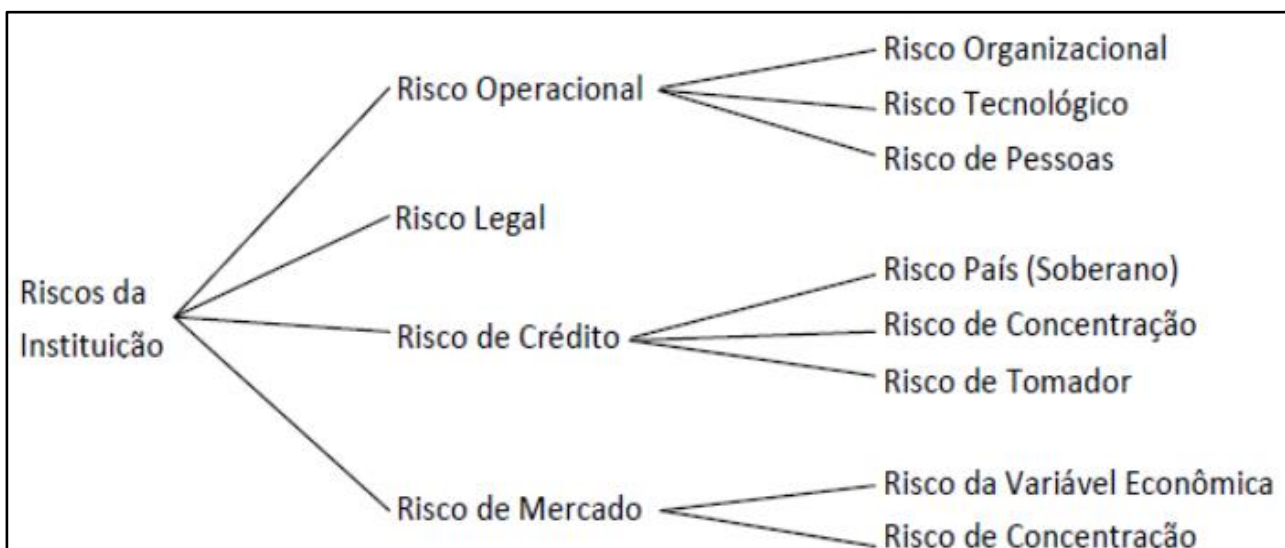 Riscos da
Instituição
Risco Operacional
Risco Organizacional
Risco Tecnológico
Risco de Pessoas
Risco Legal
Risco de Crédito
Risco País (Soberano)
Risco de Concentração
Risco de Tomador
Risco de Mercado
Risco da Variável Econômica
Risco de Concentração